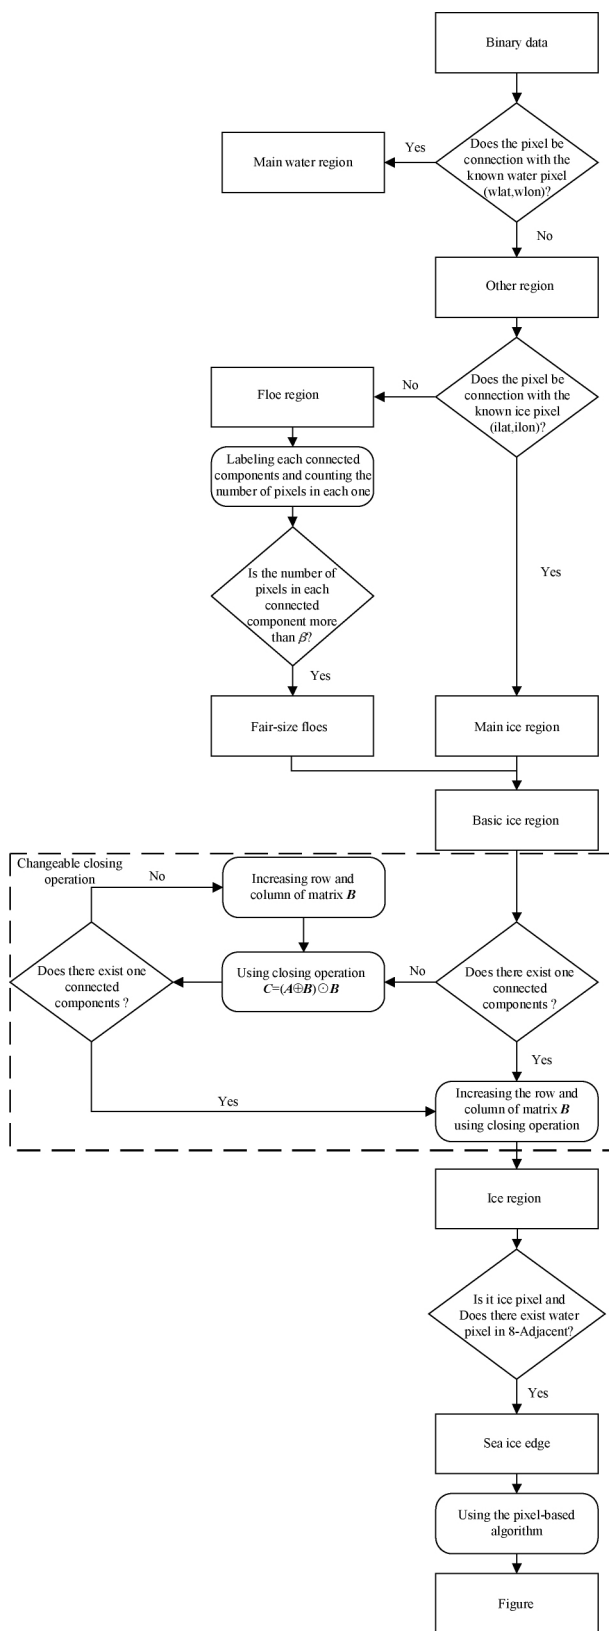 Binary data
Does the pixel be
connection with the
known water pixel
(wlat,wlon)?
Yes
Main water region
No
Other region
Does the pixel be
connection with the
known ice pixel
(ilat,ilon)?
No
Floe region
Labeling each connected
components and counting the
number of pixels in each one
Is the number of
pixels in each
connected
component more
than β?
Yes
Yes
Fair-size floes
Main ice region
Basic ice region
Changeable closing
operation
No
Increasing row and
column of matrix B
Does there exist one
connected
components ?
Using closing operation
C=(A⊕B)⊙B
No
Does there exist one
connected
components ?
Yes
Yes
Increasing the row and
column of matrix B
using closing operation
Ice region
Is it ice pixel and
Does there exist water
pixel in 8-Adjacent?
Yes
Sea ice edge
Using the pixel-based
algorithm
Figure